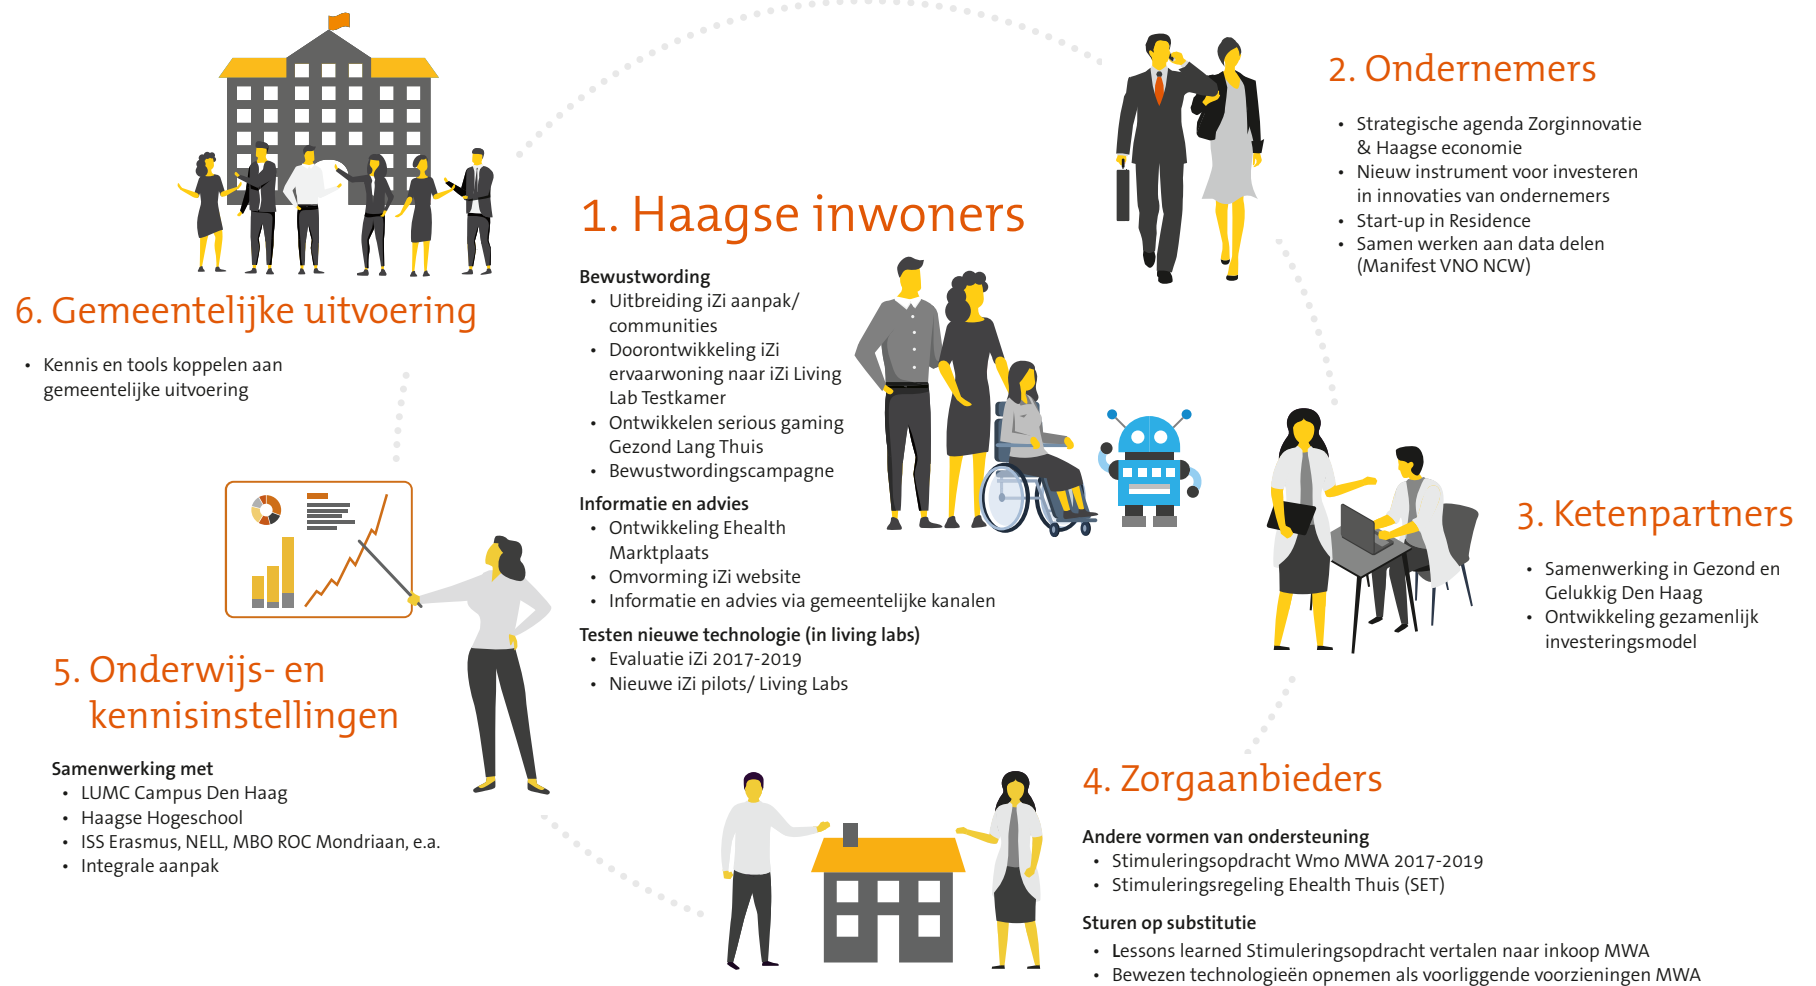 1. Haagse inwoners
Bewustwording
• Uitbreiding iZi aanpak/
communities
• Doorontwikkeling iZi
ervaarwoning naar iZi Living
Lab Testkamer
• Ontwikkelen serious gaming
Gezond Lang Thuis
• Bewustwordingscampagne
Informatie en advies
• Ontwikkeling Ehealth
Marktplaats
• Omvorming iZi website
• Informatie en advies via gemeentelijke kanalen
Testen nieuwe technologie (in living labs)
• Evaluatie iZi 2017-2019
• Nieuwe iZi pilots/ Living Labs
2. Ondernemers
• Strategische agenda Zorginnovatie
& Haagse economie
• Nieuw instrument voor investeren
in innovaties van ondernemers
• Start-up in Residence
• Samen werken aan data delen
(Manifest VNO NCW)
3. Ketenpartners
• Samenwerking in Gezond en
Gelukkig Den Haag
• Ontwikkeling gezamenlijk
investeringsmodel
4. Zorgaanbieders
Andere vormen van ondersteuning
• Stimuleringsopdracht Wmo MWA 2017-2019
• Stimuleringsregeling Ehealth Thuis (SET)
Sturen op substitutie
• Lessons learned Stimuleringsopdracht vertalen naar inkoop MWA
• Bewezen technologieën opnemen als voorliggende voorzieningen MWA
5. Onderwijs- en
kennisinstellingen
Samenwerking met
• LUMC Campus Den Haag
• Haagse Hogeschool
• ISS Erasmus, NELL, MBO ROC Mondriaan, e.a.
• Integrale aanpak
6. Gemeentelijke uitvoering
• Kennis en tools koppelen aan
gemeentelijke uitvoering